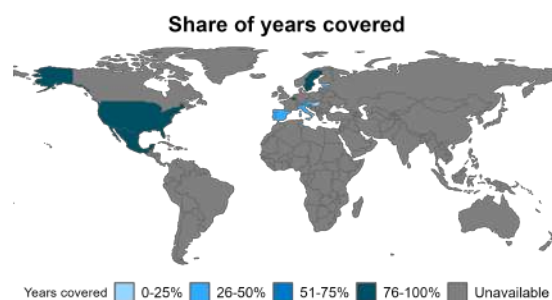 Share of years covered
Years covered 0-25% 26-50% 51-75% 76-100% Unavailable